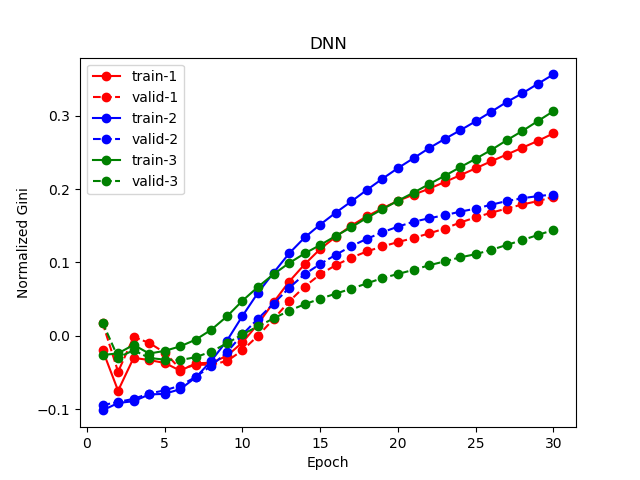 DNN
train-1
valid-1
train-2
valid-2
train-3
valid-3
Normalized Gini
0.3
0.2
0.1
0.0
−0.1
0 5 10 15 20 25 30
Epoch